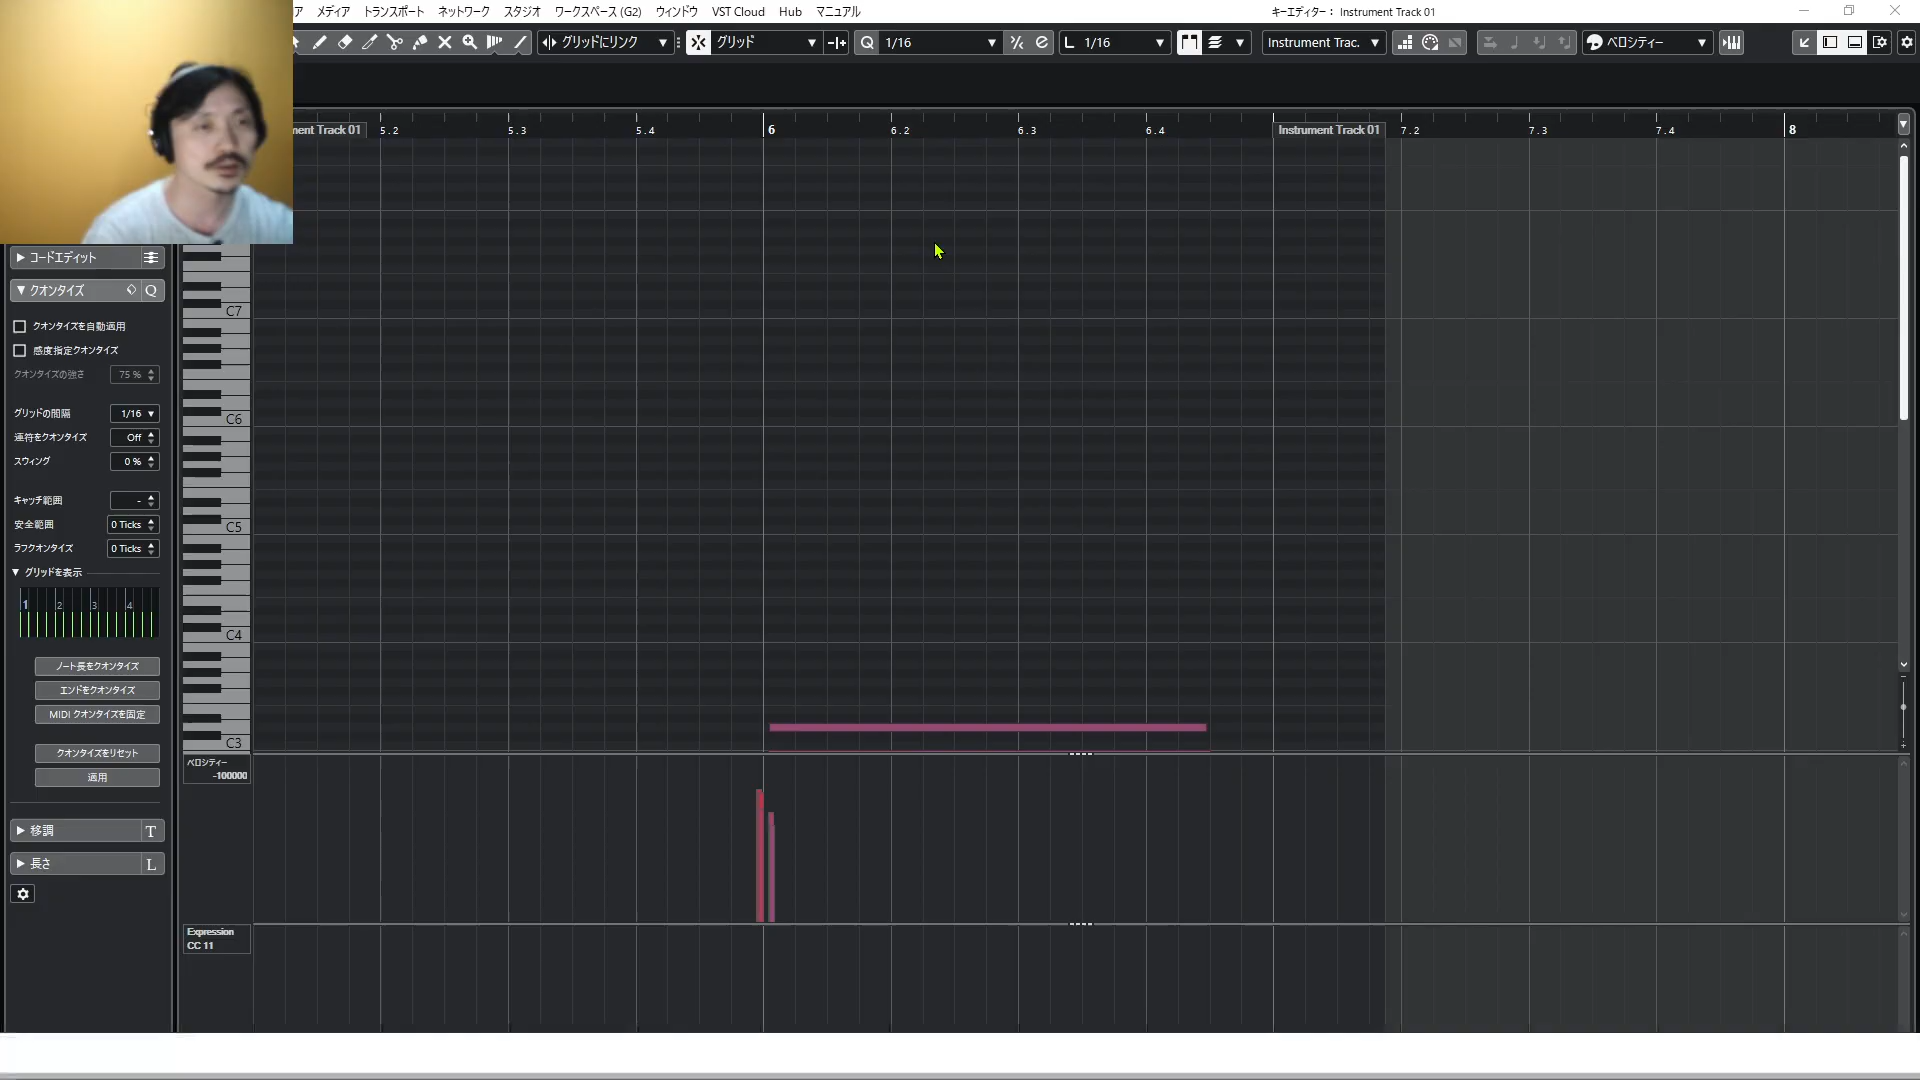 ア メディア トランスポート ネットワーク スタジオ ワークスペース (G2) ウィンドウ VST Cloud Hub マニュアル
キーエディター： Instrument Track 01
グリッドにリンク グリッド Q 1/16 L 1/16 Instrument Trac. ベロシティー
ment Track 01 5.2 5.3 5.4 6 6.2 6.3 6.4 Instrument Track 01 7.2 7.3 7.4 8
コードエディット
クオンタイズ Q
クオンタイズを自動適用
感度指定クオンタイズ
クオンタイズの強さ 75 %
グリッドの間隔 1/16
連符をクオンタイズ Off
スウィング 0 %
キャッチ範囲 -
安全範囲 0 Ticks
ラフクオンタイズ 0 Ticks
グリッドを表示
1 2 3 4
ノート長をクオンタイズ
エンドをクオンタイズ
MIDI クオンタイズを固定
クオンタイズをリセット
適用
移調 T
長さ L
C7
C6
C5
C4
C3
ベロシティー
-100000
Expression
CC 11